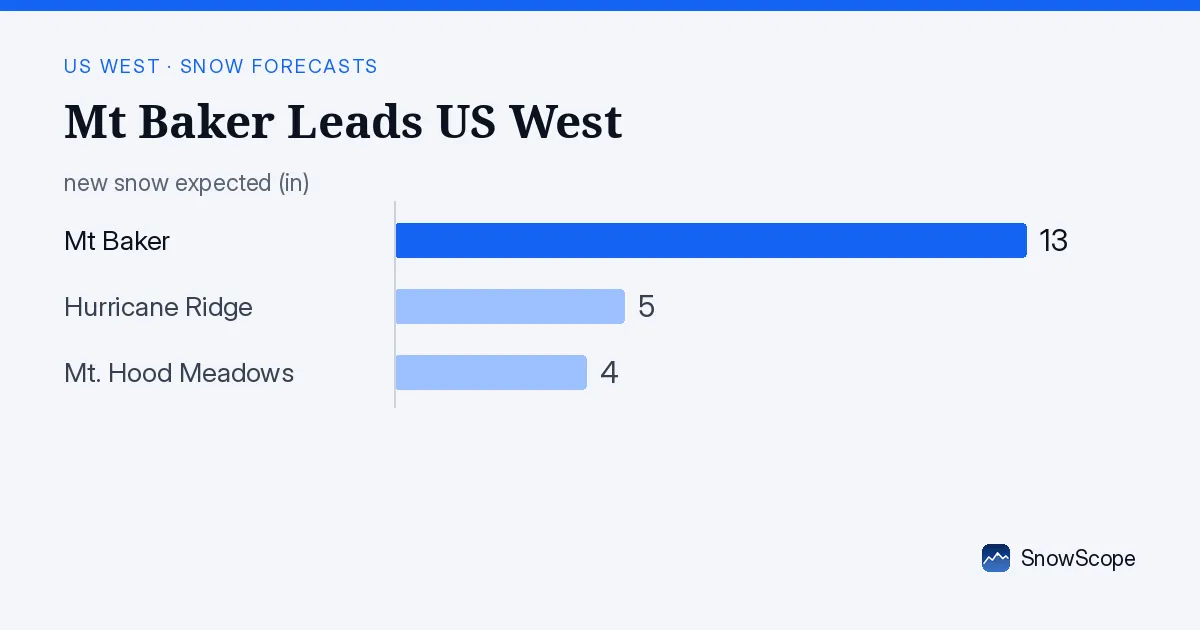 US WEST · SNOW FORECASTS
Mt Baker Leads US West
new snow expected (in)
Mt Baker 13
Hurricane Ridge 5
Mt. Hood Meadows 4
SnowScope